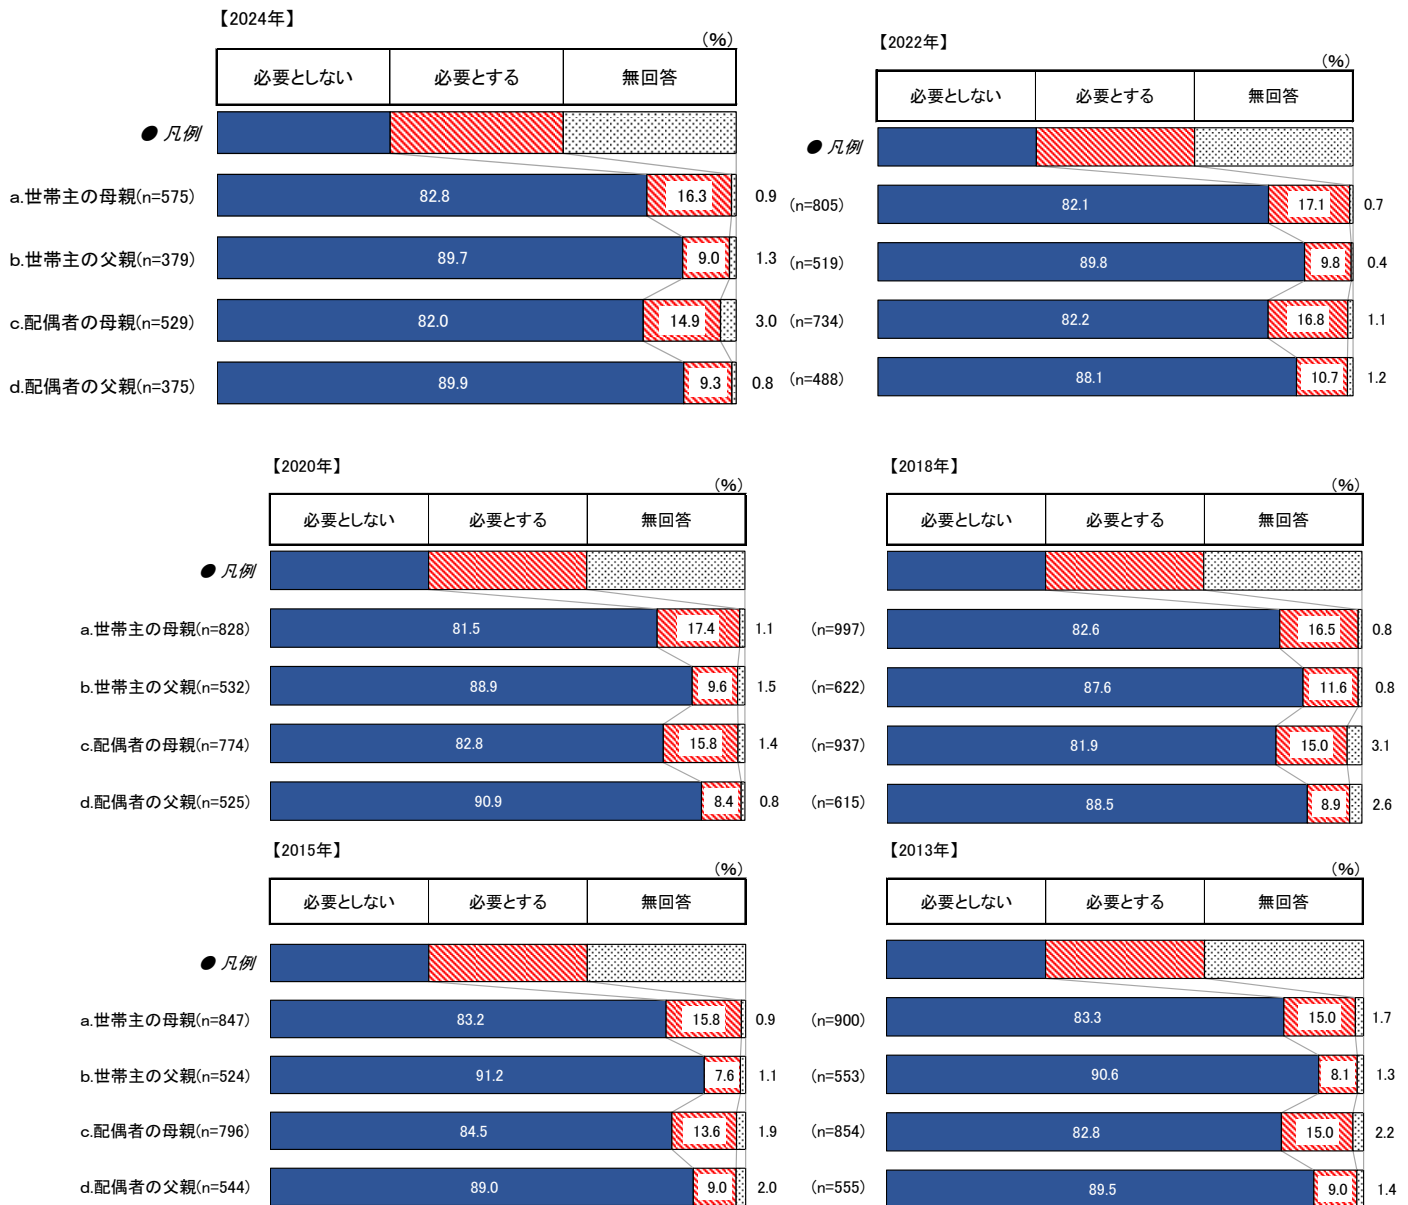 【2024年】
(%)
必要としない 必要とする 無回答
● 凡例
a.世帯主の母親(n=575) 82.8 16.3 0.9
b.世帯主の父親(n=379) 89.7 9.0 1.3
c.配偶者の母親(n=529) 82.0 14.9 3.0
d.配偶者の父親(n=375) 89.9 9.3 0.8
【2022年】
(%)
必要としない 必要とする 無回答
● 凡例
(n=805) 82.1 17.1 0.7
(n=519) 89.8 9.8 0.4
(n=734) 82.2 16.8 1.1
(n=488) 88.1 10.7 1.2
【2020年】
(%)
必要としない 必要とする 無回答
● 凡例
a.世帯主の母親(n=828) 81.5 17.4 1.1
b.世帯主の父親(n=532) 88.9 9.6 1.5
c.配偶者の母親(n=774) 82.8 15.8 1.4
d.配偶者の父親(n=525) 90.9 8.4 0.8
【2018年】
(%)
必要としない 必要とする 無回答
(n=997) 82.6 16.5 0.8
(n=622) 87.6 11.6 0.8
(n=937) 81.9 15.0 3.1
(n=615) 88.5 8.9 2.6
【2015年】
(%)
必要としない 必要とする 無回答
● 凡例
a.世帯主の母親(n=847) 83.2 15.8 0.9
b.世帯主の父親(n=524) 91.2 7.6 1.1
c.配偶者の母親(n=796) 84.5 13.6 1.9
d.配偶者の父親(n=544) 89.0 9.0 2.0
【2013年】
(%)
必要としない 必要とする 無回答
(n=900) 83.3 15.0 1.7
(n=553) 90.6 8.1 1.3
(n=854) 82.8 15.0 2.2
(n=555) 89.5 9.0 1.4